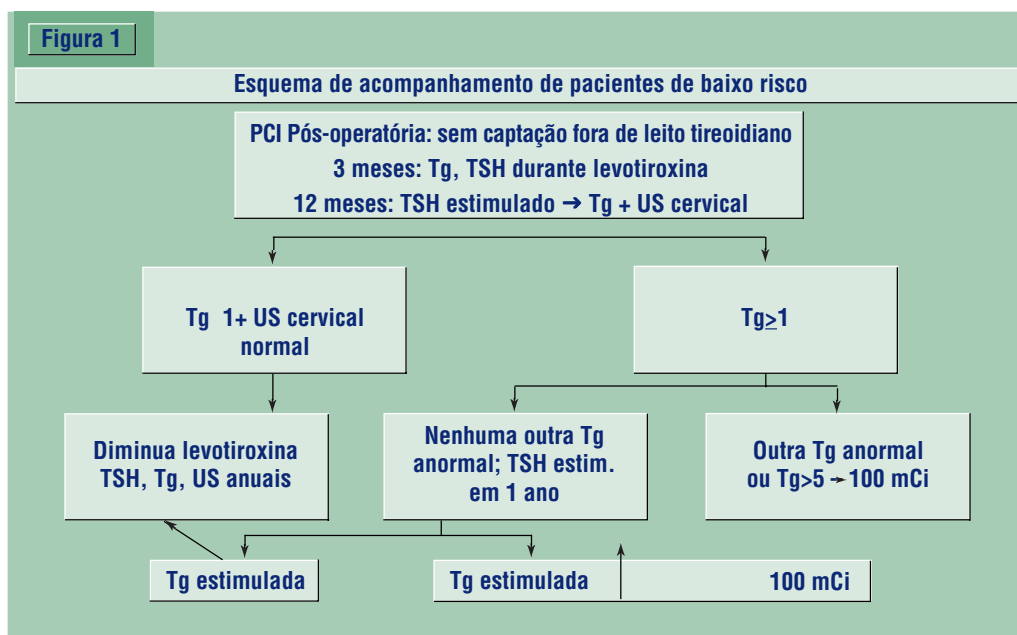 Figura 1
Esquema de acompanhamento de pacientes de baixo risco
PCI Pós-operatória: sem captação fora de leito tireoidiano
3 meses: Tg, TSH durante levotiroxina
12 meses: TSH estimulado → Tg + US cervical
Tg 1+ US cervical
normal
Tg≥1
Diminua levotiroxina
TSH, Tg, US anuais
Nenhuma outra Tg
anormal; TSH estim.
em 1 ano
Outra Tg anormal
ou Tg>5 → 100 mCi
Tg estimulada
Tg estimulada 100 mCi